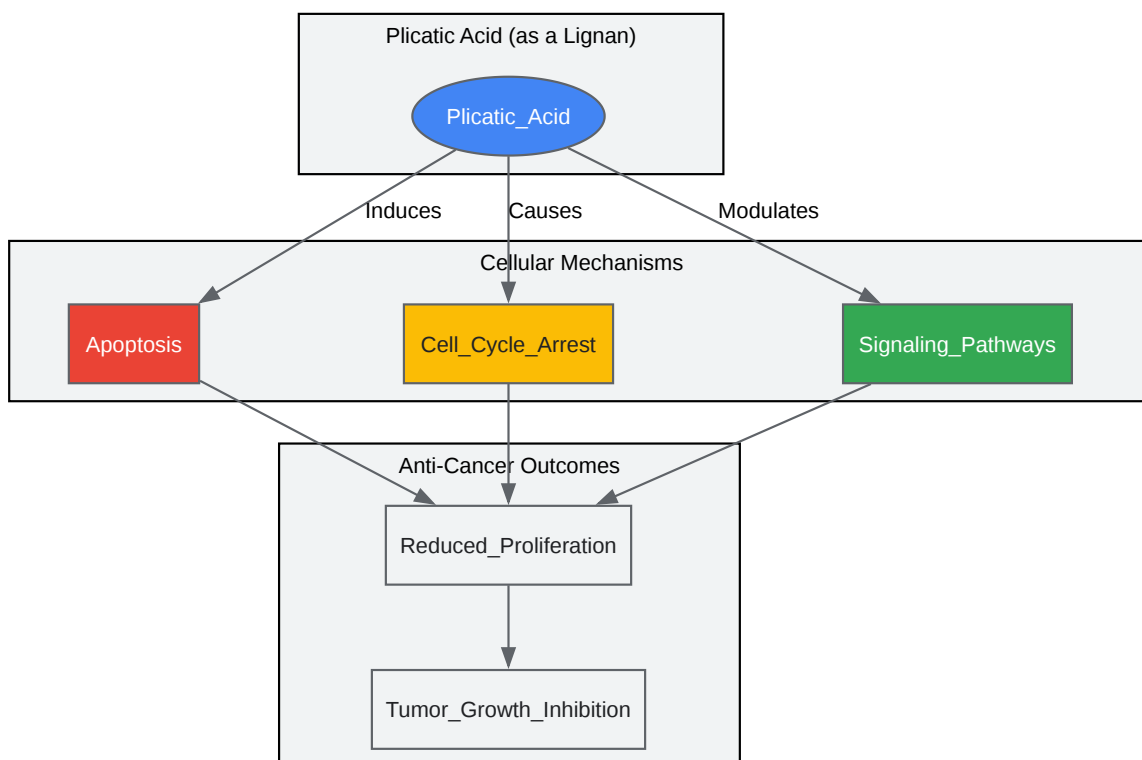 Plicatic Acid (as a Lignan)
Plicatic_Acid
Induces
Causes
Modulates
Cellular Mechanisms
Apoptosis
Cell_Cycle_Arrest
Signaling_Pathways
Anti-Cancer Outcomes
Reduced_Proliferation
Tumor_Growth_Inhibition